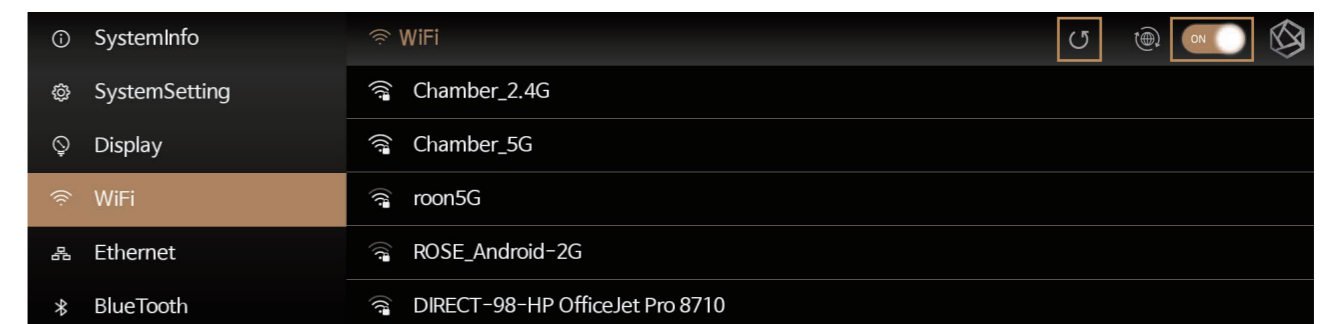 SystemInfo
SystemSetting
Display
WiFi
Ethernet
BlueTooth
WiFi
ON
Chamber_2.4G
Chamber_5G
roon5G
ROSE_Android-2G
DIRECT-98-HP OfficeJet Pro 8710